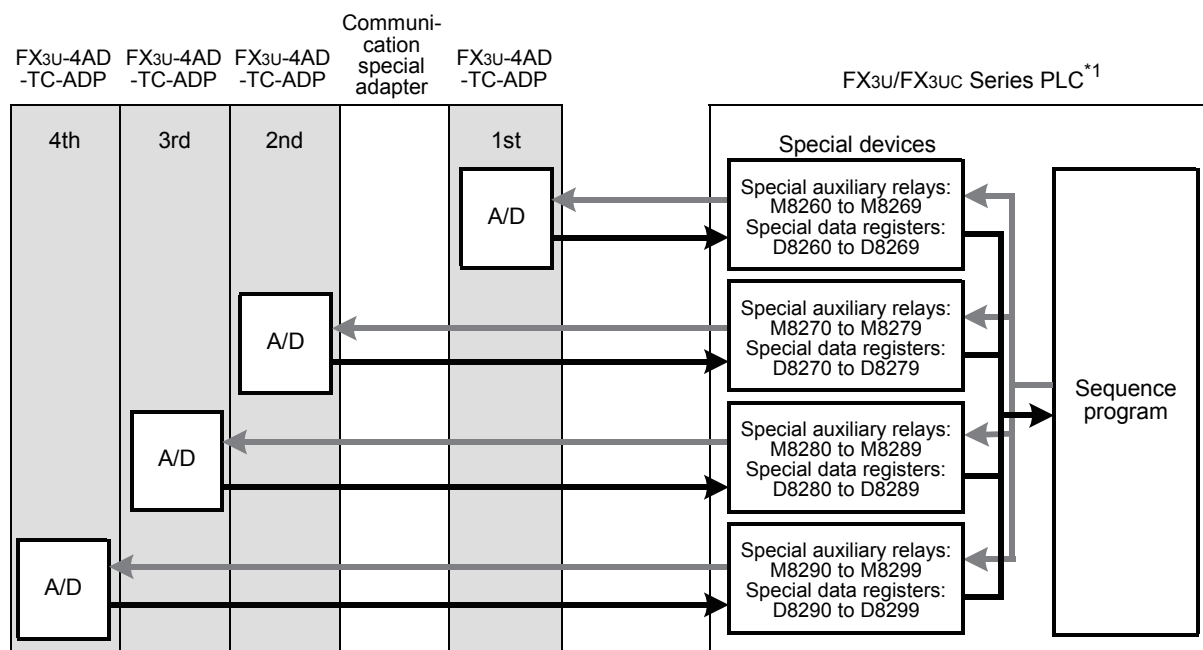 Communi-
cation
special
adapter
FX3U-4AD
-TC-ADP
FX3U-4AD
-TC-ADP
FX3U-4AD
-TC-ADP
FX3U-4AD
-TC-ADP
FX3U/FX3UC Series PLC*1
4th
3rd
2nd
1st
Special devices
A/D
Special auxiliary relays:
M8260 to M8269
Special data registers:
D8260 to D8269
A/D
Special auxiliary relays:
M8270 to M8279
Special data registers:
D8270 to D8279
Sequence
program
A/D
Special auxiliary relays:
M8280 to M8289
Special data registers:
D8280 to D8289
A/D
Special auxiliary relays:
M8290 to M8299
Special data registers:
D8290 to D8299